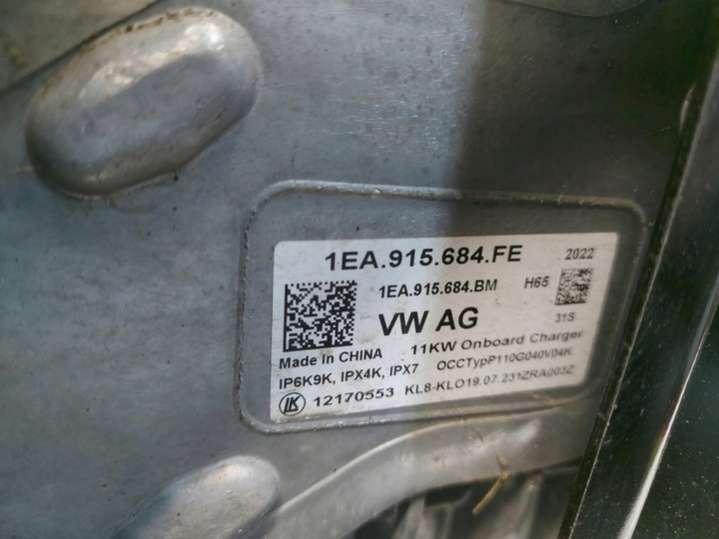 1EA.915.684.FE 2022
1EA.915.684.BM H65
VW AG 31S
Made in CHINA 11KW Onboard Charger
IP6K9K, IPX4K, IPX7 OCCTypP110G040V04K
LK 12170553 KL8-KLO19.07.231ZRA003Z